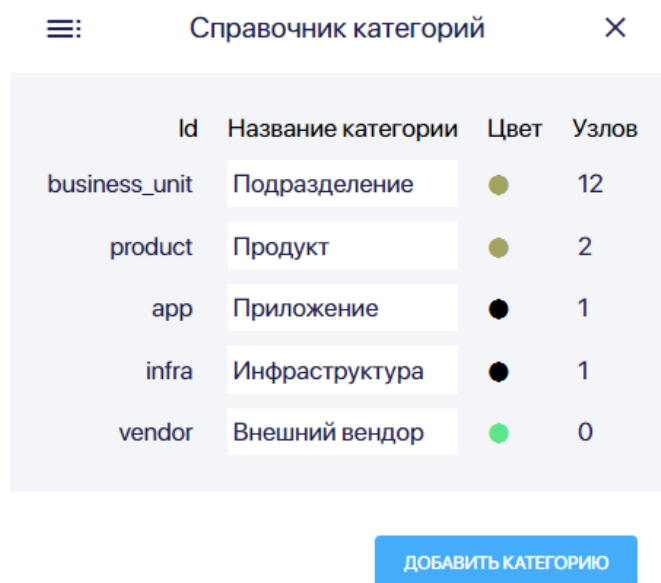 Справочник категорий
Id Название категории Цвет Узлов
business_unit Подразделение 12
product Продукт 2
app Приложение 1
infra Инфраструктура 1
vendor Внешний вендор 0
ДОБАВИТЬ КАТЕГОРИЮ